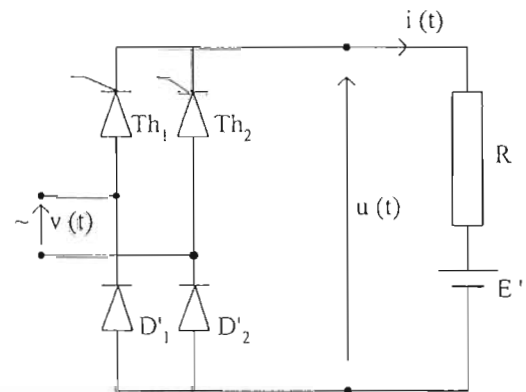 i (t)
Th₁
Th₂
R
~ v (t)
u (t)
E'
D'₁
D'₂